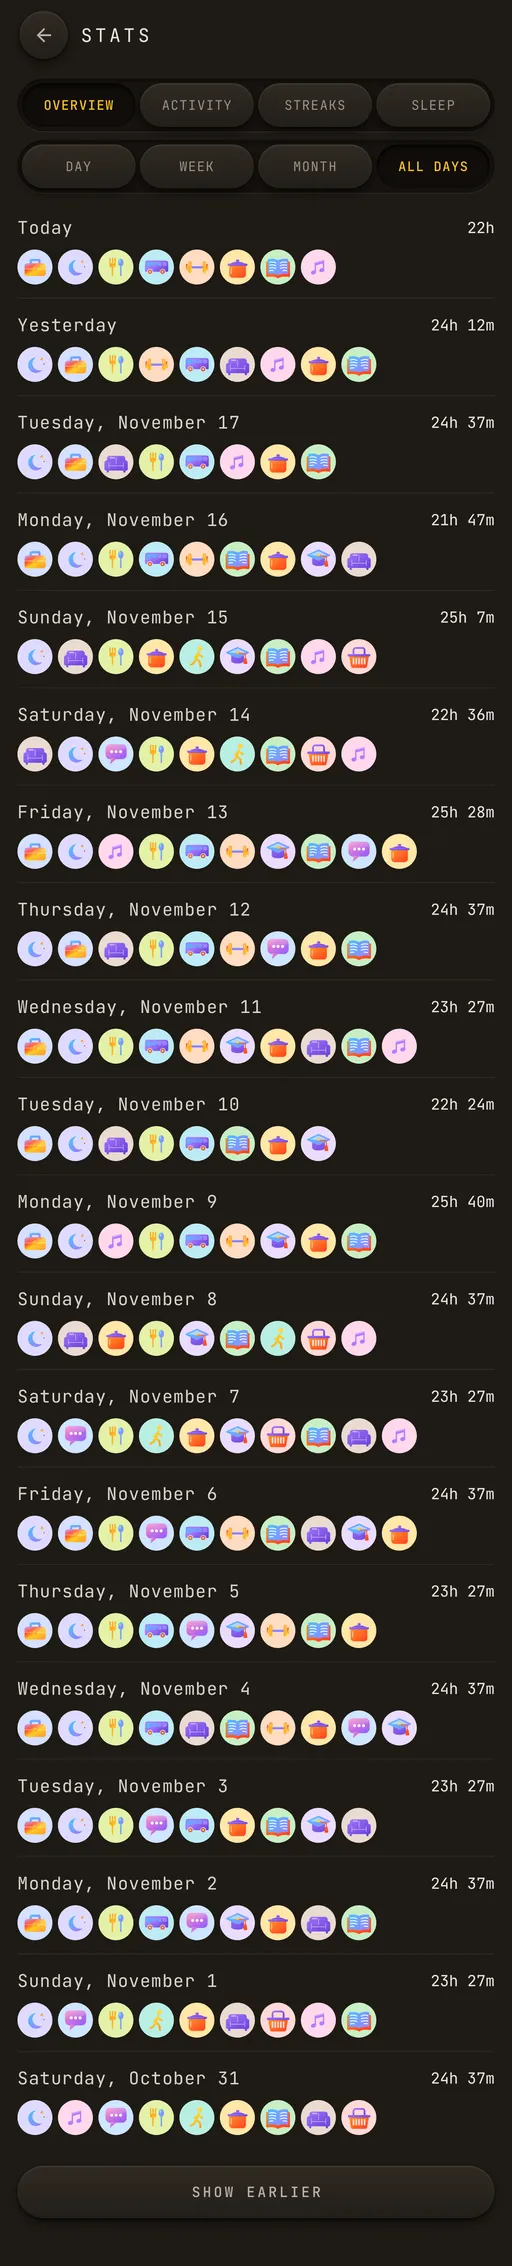 STATS
OVERVIEW ACTIVITY STREAKS SLEEP
DAY WEEK MONTH ALL DAYS
Today 22h
Yesterday 24h 12m
Tuesday, November 17 24h 37m
Monday, November 16 21h 47m
Sunday, November 15 25h 7m
Saturday, November 14 22h 36m
Friday, November 13 25h 28m
Thursday, November 12 24h 37m
Wednesday, November 11 23h 27m
Tuesday, November 10 22h 24m
Monday, November 9 25h 40m
Sunday, November 8 24h 37m
Saturday, November 7 23h 27m
Friday, November 6 24h 37m
Thursday, November 5 23h 27m
Wednesday, November 4 24h 37m
Tuesday, November 3 23h 27m
Monday, November 2 24h 37m
Sunday, November 1 23h 27m
Saturday, October 31 24h 37m
SHOW EARLIER